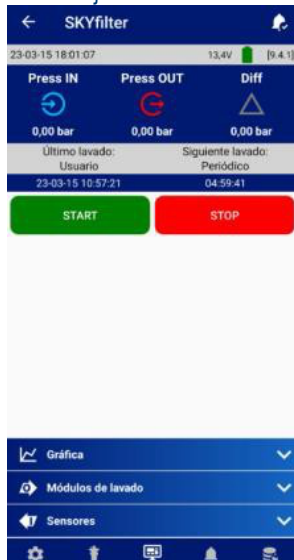 SKYfilter
23-03-15 18:01:07 13,4V [9.4.1]
Press IN Press OUT Diff
0,00 bar 0,00 bar 0,00 bar
Último lavado: Siguiente lavado:
Usuario Periódico
23-03-15 10:57:21 04:59:41
START STOP
Gráfica
Módulos de lavado
Sensores